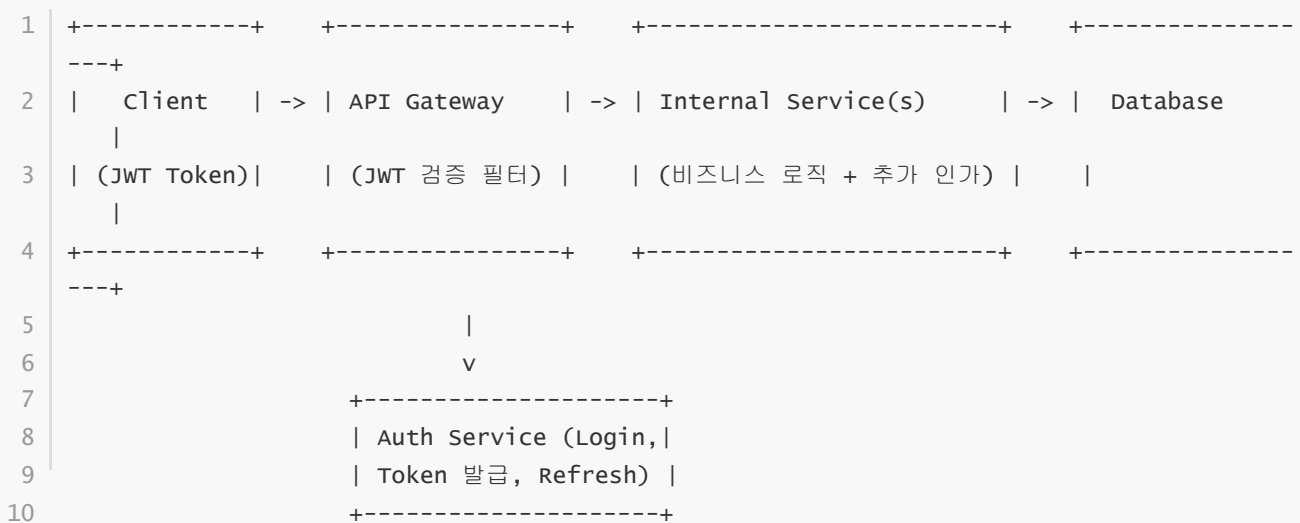 1 +------------+    +----------------+    +-------------------------+    +---------------
---+
2 |   Client   | -> | API Gateway    | -> | Internal Service(s)     | -> |  Database
   |
3 | (JWT Token)|    | (JWT 검증 필터) |    | (비즈니스 로직 + 추가 인가) |    |
   |
4 +------------+    +----------------+    +-------------------------+    +---------------
---+
5                            |
6                            v
7                    +---------------------+
8                    | Auth Service (Login,|
9                    | Token 발급, Refresh) |
10                    +---------------------+